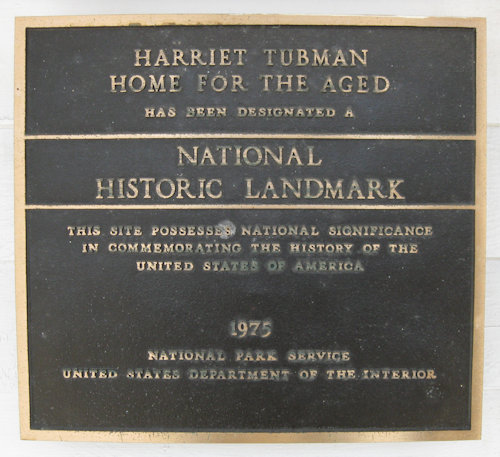 HARRIET TUBMAN
HOME FOR THE AGED
HAS BEEN DESIGNATED A
NATIONAL
HISTORIC LANDMARK
THIS SITE POSSESSES NATIONAL SIGNIFICANCE
IN COMMEMORATING THE HISTORY OF THE
UNITED STATES OF AMERICA
1975
NATIONAL PARK SERVICE
UNITED STATES DEPARTMENT OF THE INTERIOR